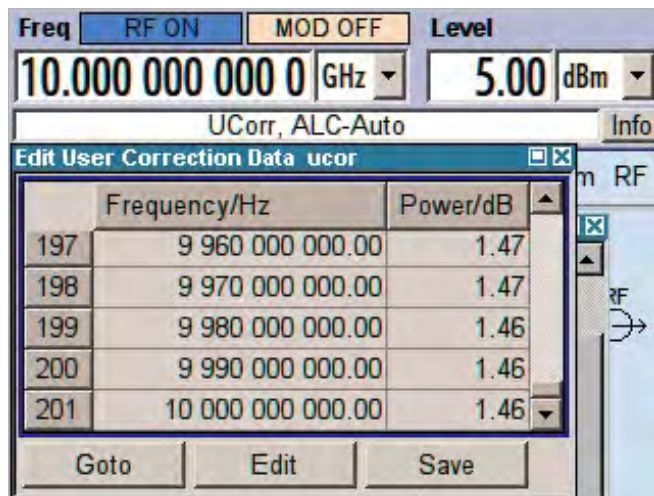 Freq RF ON MOD OFF Level
10.000 000 000 0 GHz 5.00 dBm
UCorr, ALC-Auto Info
Edit User Correction Data ucor
m RF
Frequency/Hz Power/dB
197 9 960 000 000.00 1.47
198 9 970 000 000.00 1.47
199 9 980 000 000.00 1.46
RF
200 9 990 000 000.00 1.46
201 10 000 000 000.00 1.46
Goto Edit Save